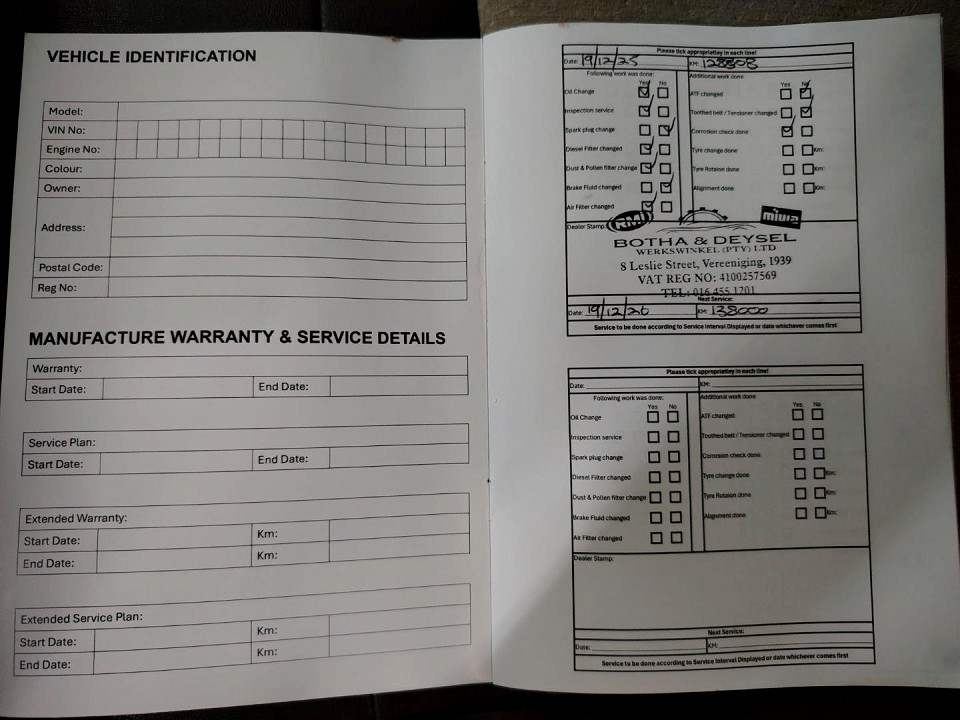 VEHICLE IDENTIFICATION
Model:
VIN No:
Engine No:
Colour:
Owner:
Address:
Postal Code:
Reg No:
MANUFACTURE WARRANTY & SERVICE DETAILS
Warranty:
Start Date: End Date:
Service Plan:
Start Date: End Date:
Extended Warranty:
Start Date: Km:
End Date: Km:
Extended Service Plan:
Start Date: Km:
End Date: Km:
Please tick appropriatley in each line!
Date: 19/12/25 KM: 128308
Following work was done: Additional work done
Yes No Yes No
Oil Change ATF changed
Inspection service Toothed belt / Tensioner changed
Spark plug change Corrosion check done
Diesel Filter changed Tyre change done Km:
Dust & Pollen filter change Tyre Rotaion done Km:
Brake Fluid changed Alignment done Km:
Air Filter changed
Dealer Stamp: RMI miwa
BOTHA & DEYSEL
WERKSWINKEL (PTY) LTD
8 Leslie Street, Vereeniging, 1939
VAT REG NO: 4100257569
TEL: 016 455 1701
Next Service:
Date: 19/12/26 KM: 138000
Service to be done according to Service Interval Displayed or date whichever comes first
Please tick appropriatley in each line!
Date: KM:
Following work was done: Additional work done
Yes No Yes No
Oil Change ATF changed
Inspection service Toothed belt / Tensioner changed
Spark plug change Corrosion check done
Diesel Filter changed Tyre change done Km:
Dust & Pollen filter change Tyre Rotaion done Km:
Brake Fluid changed Alignment done Km:
Air Filter changed
Dealer Stamp:
Next Service:
Date: KM:
Service to be done according to Service Interval Displayed or date whichever comes first